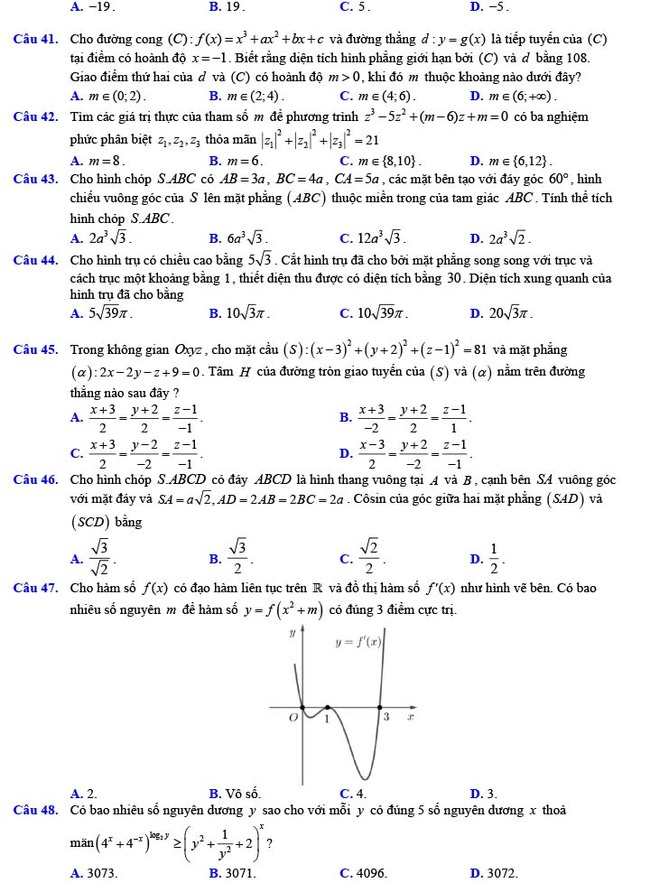 A. −19. B. 19. C. 5. D. −5.
Câu 41. Cho đường cong (C): f(x) = x³ + ax² + bx + c và đường thẳng d: y = g(x) là tiếp tuyến của (C)
tại điểm có hoành độ x = −1. Biết rằng diện tích hình phẳng giới hạn bởi (C) và d bằng 108.
Giao điểm thứ hai của d và (C) có hoành độ m > 0, khi đó m thuộc khoảng nào dưới đây?
A. m ∈ (0; 2). B. m ∈ (2; 4). C. m ∈ (4; 6). D. m ∈ (6; +∞).
Câu 42. Tìm các giá trị thực của tham số m để phương trình z³ − 5z² + (m − 6)z + m = 0 có ba nghiệm
phức phân biệt z₁, z₂, z₃ thỏa mãn |z₁|² + |z₂|² + |z₃|² = 21
A. m = 8. B. m = 6. C. m ∈ {8,10}. D. m ∈ {6,12}.
Câu 43. Cho hình chóp S.ABC có AB = 3a, BC = 4a, CA = 5a, các mặt bên tạo với đáy góc 60°, hình
chiếu vuông góc của S lên mặt phẳng (ABC) thuộc miền trong của tam giác ABC. Tính thể tích
hình chóp S.ABC.
A. 2a³√3. B. 6a³√3. C. 12a³√3. D. 2a³√2.
Câu 44. Cho hình trụ có chiều cao bằng 5√3. Cắt hình trụ đã cho bởi mặt phẳng song song với trục và
cách trục một khoảng bằng 1, thiết diện thu được có diện tích bằng 30. Diện tích xung quanh của
hình trụ đã cho bằng
A. 5√39π. B. 10√3π. C. 10√39π. D. 20√3π.
Câu 45. Trong không gian Oxyz, cho mặt cầu (S): (x−3)² + (y+2)² + (z−1)² = 81 và mặt phẳng
(α): 2x − 2y − z + 9 = 0. Tâm H của đường tròn giao tuyến của (S) và (α) nằm trên đường
thẳng nào sau đây ?
A. (x+3)/2 = (y+2)/2 = (z−1)/−1. B. (x+3)/−2 = (y+2)/2 = (z−1)/1.
C. (x+3)/2 = (y−2)/−2 = (z−1)/−1. D. (x−3)/2 = (y+2)/−2 = (z−1)/−1.
Câu 46. Cho hình chóp S.ABCD có đáy ABCD là hình thang vuông tại A và B, cạnh bên SA vuông góc
với mặt đáy và SA = a√2, AD = 2AB = 2BC = 2a. Côsin của góc giữa hai mặt phẳng (SAD) và
(SCD) bằng
A. √3/√2. B. √3/2. C. √2/2. D. 1/2.
Câu 47. Cho hàm số f(x) có đạo hàm liên tục trên ℝ và đồ thị hàm số f'(x) như hình vẽ bên. Có bao
nhiêu số nguyên m để hàm số y = f(x² + m) có đúng 3 điểm cực trị.
y
y = f'(x)
O 1 3 x
A. 2. B. Vô số. C. 4. D. 3.
Câu 48. Có bao nhiêu số nguyên dương y sao cho với mỗi y có đúng 5 số nguyên dương x thoả
mãn (4ˣ + 4⁻ˣ)^(log₂ y) ≥ (y² + 1/y² + 2)ˣ ?
A. 3073. B. 3071. C. 4096. D. 3072.